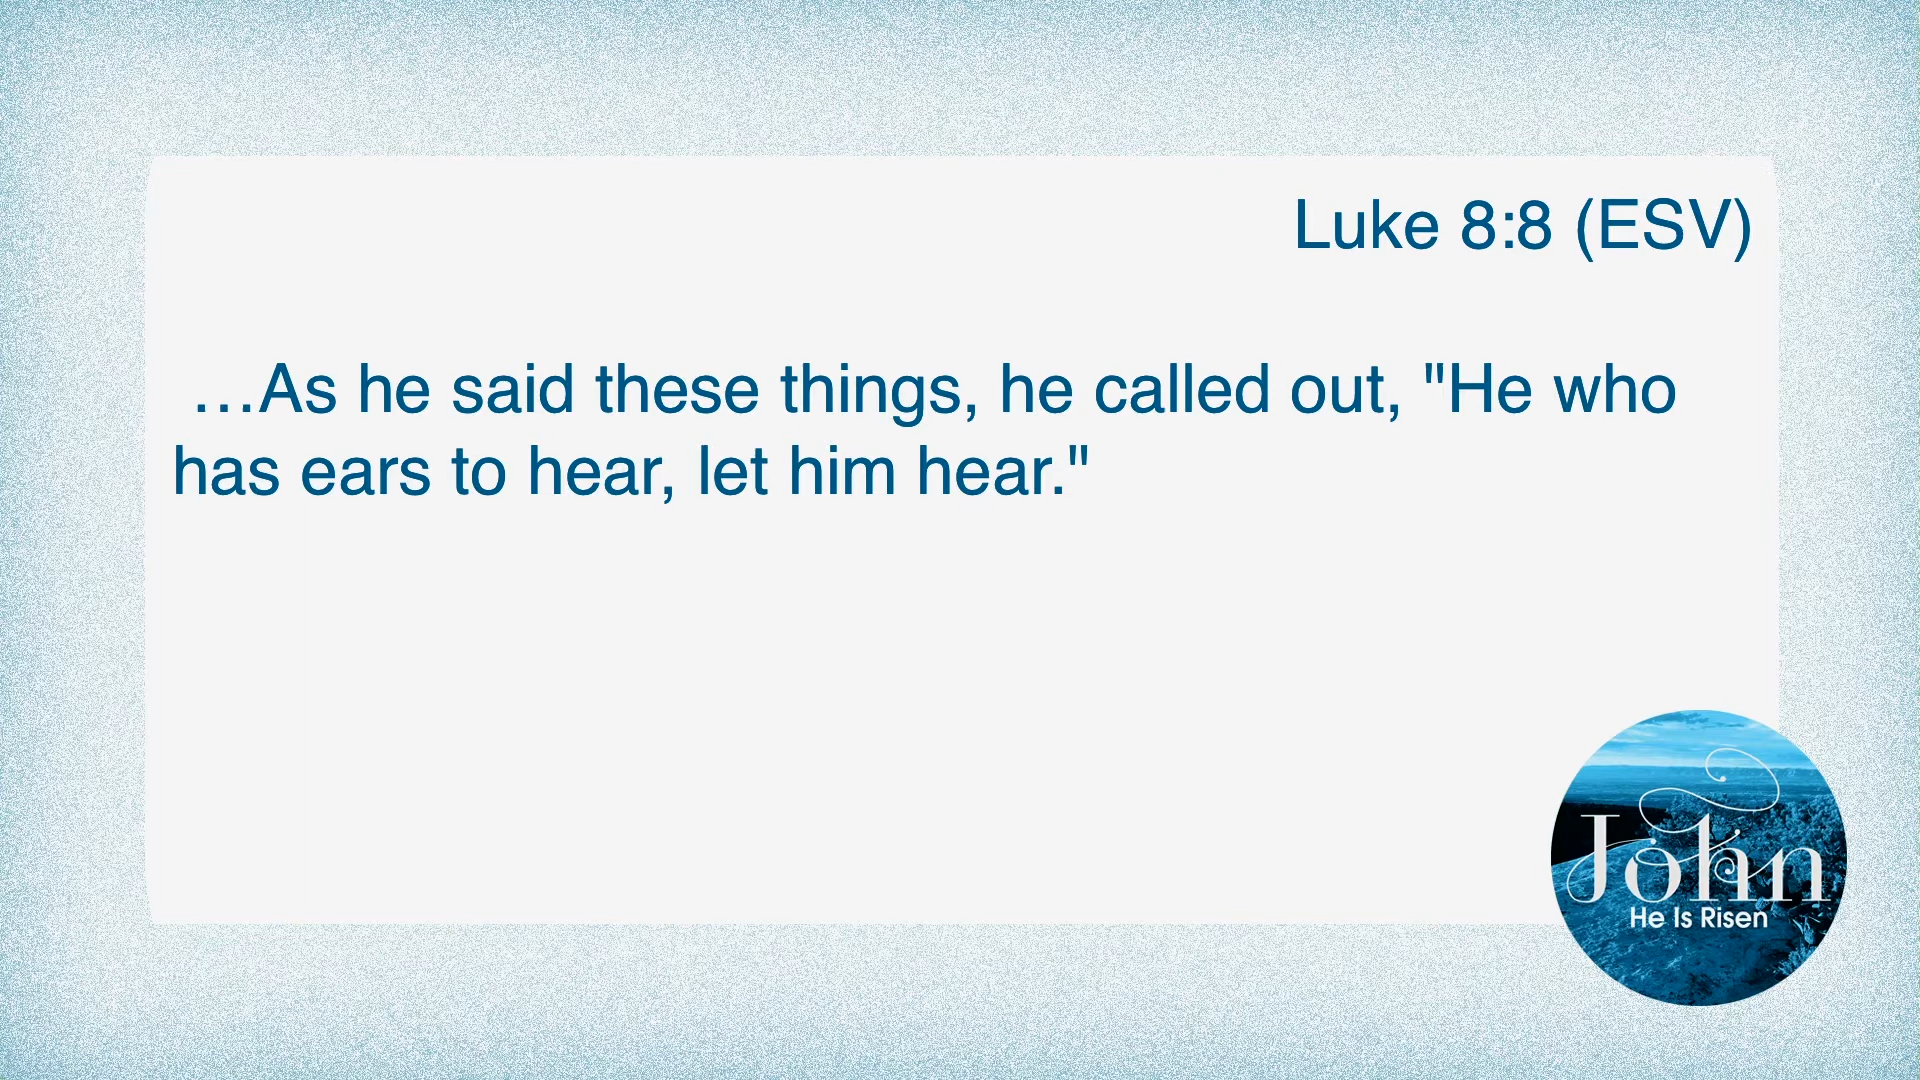 Luke 8:8 (ESV)
…As he said these things, he called out, "He who
has ears to hear, let him hear."
John
He Is Risen